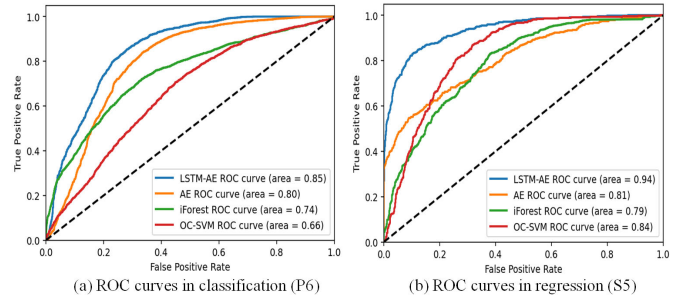 1.0
0.8
0.6
0.4
0.2
0.0
True Positive Rate
LSTM-AE ROC curve (area = 0.85)
AE ROC curve (area = 0.80)
iForest ROC curve (area = 0.74)
OC-SVM ROC curve (area = 0.66)
0.0 0.2 0.4 0.6 0.8 1.0
False Positive Rate
(a) ROC curves in classification (P6)
1.0
0.8
0.6
0.4
0.2
0.0
True Positive Rate
LSTM-AE ROC curve (area = 0.94)
AE ROC curve (area = 0.81)
iForest ROC curve (area = 0.79)
OC-SVM ROC curve (area = 0.84)
0.0 0.2 0.4 0.6 0.8 1.0
False Positive Rate
(b) ROC curves in regression (S5)